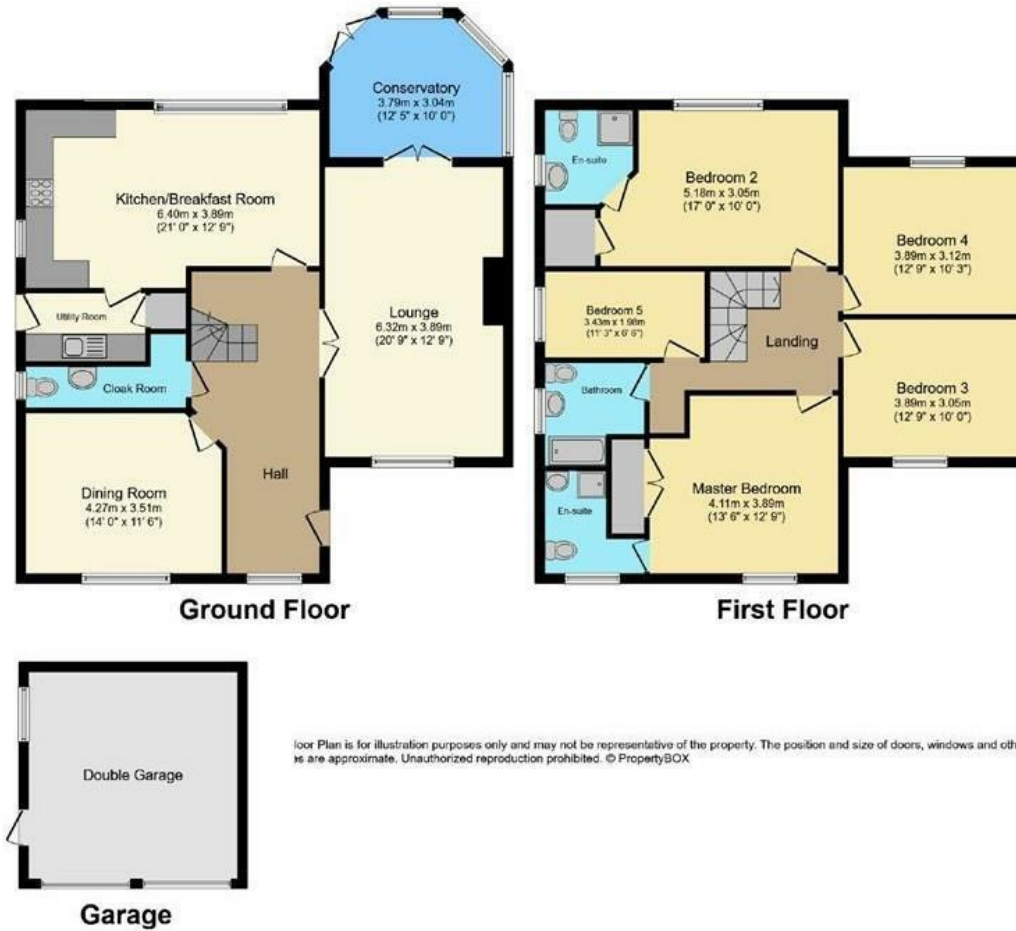 Conservatory
3.79m x 3.04m
(12' 5" x 10' 0")
Kitchen/Breakfast Room
6.40m x 3.89m
(21' 0" x 12' 9")
Utility Room
Lounge
6.32m x 3.89m
(20' 9" x 12' 9")
Cloak Room
Dining Room
4.27m x 3.51m
(14' 0" x 11' 6")
Hall
Ground Floor
En-suite
Bedroom 2
5.18m x 3.05m
(17' 0" x 10' 0")
Bedroom 4
3.89m x 3.12m
(12' 9" x 10' 3")
Bedroom 5
3.43m x 1.98m
(11' 3" x 6' 6")
Landing
Bathroom
Bedroom 3
3.89m x 3.05m
(12' 9" x 10' 0")
Master Bedroom
4.11m x 3.89m
(13' 6" x 12' 9")
En-suite
First Floor
Double Garage
Garage
loor Plan is for illustration purposes only and may not be representative of the property. The position and size of doors, windows and oth
es are approximate. Unauthorized reproduction prohibited. © PropertyBOX